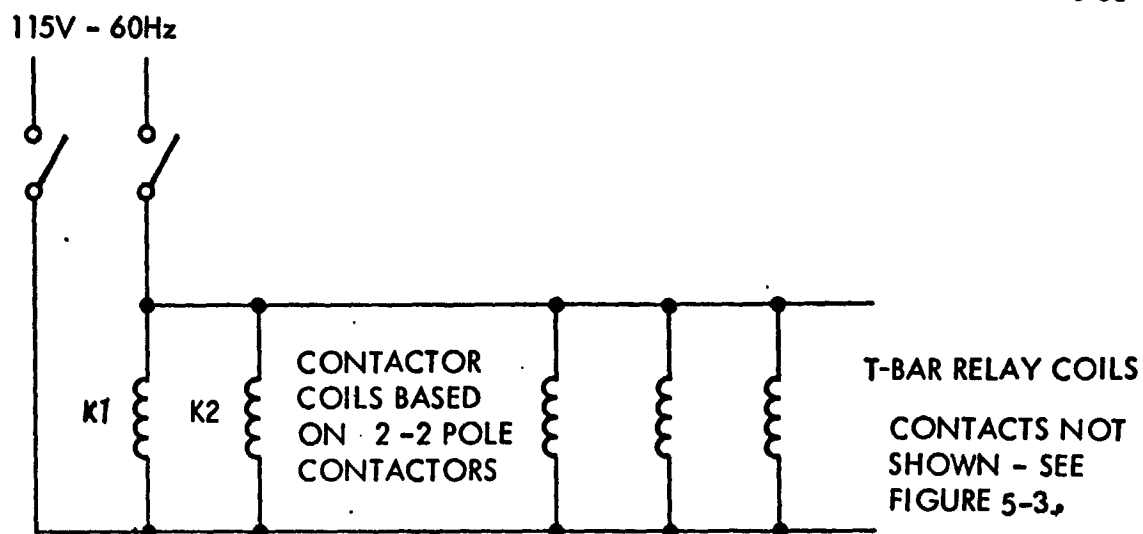 115V - 60Hz
K1
K2
CONTACTOR
COILS BASED
ON 2-2 POLE
CONTACTORS
T-BAR RELAY COILS
CONTACTS NOT
SHOWN - SEE
FIGURE 5-3.